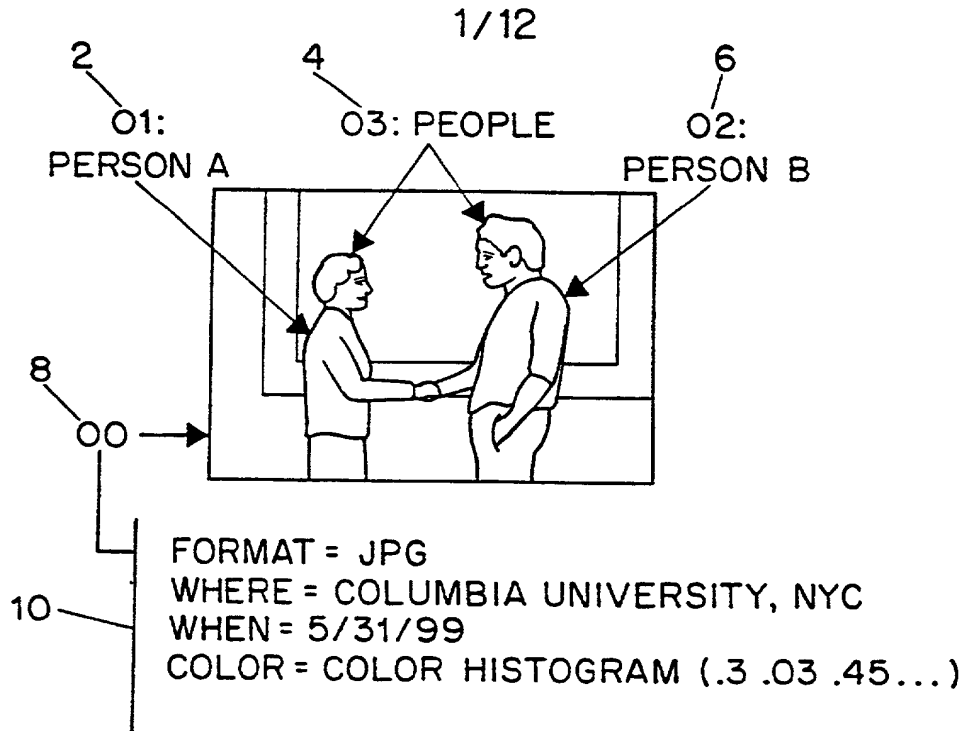 1/12
2 4 6
O1: O3: PEOPLE O2:
PERSON A PERSON B
8
OO
FORMAT = JPG
10 WHERE = COLUMBIA UNIVERSITY, NYC
WHEN = 5/31/99
COLOR = COLOR HISTOGRAM (.3 .03 .45...)